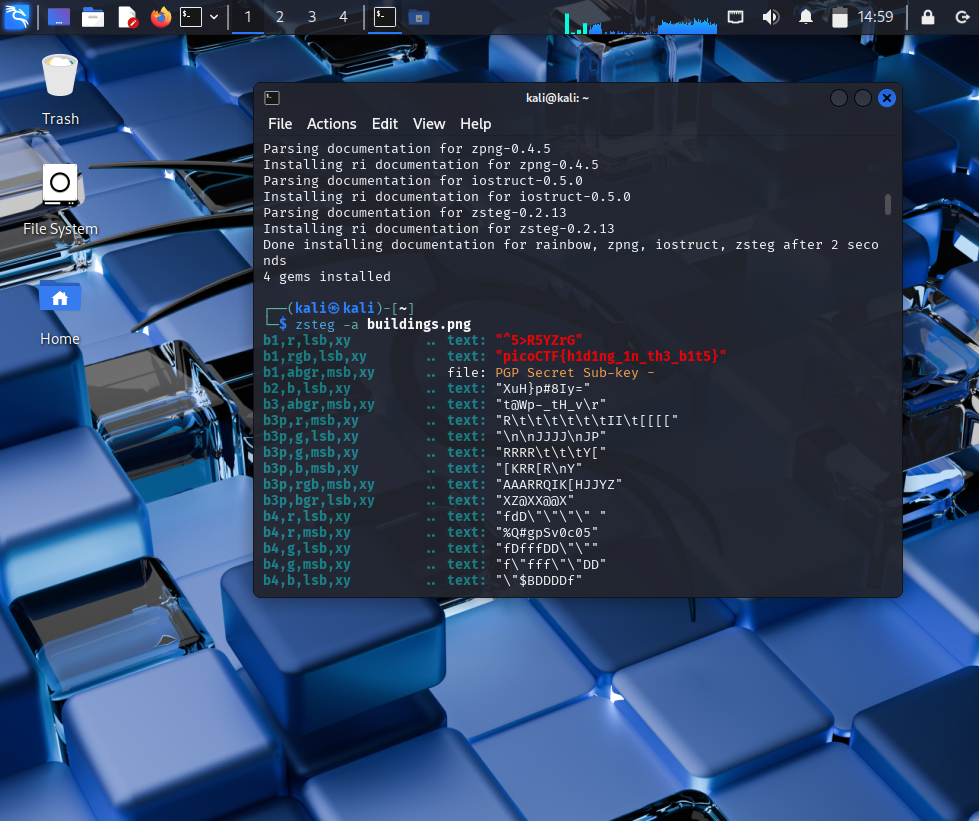 1 2 3 4 14:59
Trash
File System
Home
kali@kali: ~
File Actions Edit View Help
Parsing documentation for zpng-0.4.5
Installing ri documentation for zpng-0.4.5
Parsing documentation for iostruct-0.5.0
Installing ri documentation for iostruct-0.5.0
Parsing documentation for zsteg-0.2.13
Installing ri documentation for zsteg-0.2.13
Done installing documentation for rainbow, zpng, iostruct, zsteg after 2 seco
nds
4 gems installed
┌──(kali㉿kali)-[~]
└─$ zsteg -a buildings.png
b1,r,lsb,xy .. text: "^5>R5YZrG"
b1,rgb,lsb,xy .. text: "picoCTF{h1d1ng_1n_th3_b1t5}"
b1,abgr,msb,xy .. file: PGP Secret Sub-key -
b2,b,lsb,xy .. text: "XuH}p#8Iy="
b3,abgr,msb,xy .. text: "t@Wp-_tH_v\r"
b3p,r,msb,xy .. text: "R\t\t\t\t\t\tII\t[[[["
b3p,g,lsb,xy .. text: "\n\nJJJJ\nJP"
b3p,g,msb,xy .. text: "RRRR\t\t\tY["
b3p,b,msb,xy .. text: "[KRR[R\nY"
b3p,rgb,msb,xy .. text: "AAARRQIK[HJJYZ"
b3p,bgr,lsb,xy .. text: "XZ@XX@@X"
b4,r,lsb,xy .. text: "fdD\"\"\"\" "
b4,r,msb,xy .. text: "%Q#gpSv0c05"
b4,g,lsb,xy .. text: "fDfffDD\"\""
b4,g,msb,xy .. text: "f\"fff\"\"DD"
b4,b,lsb,xy .. text: "\"$BDDDDf"